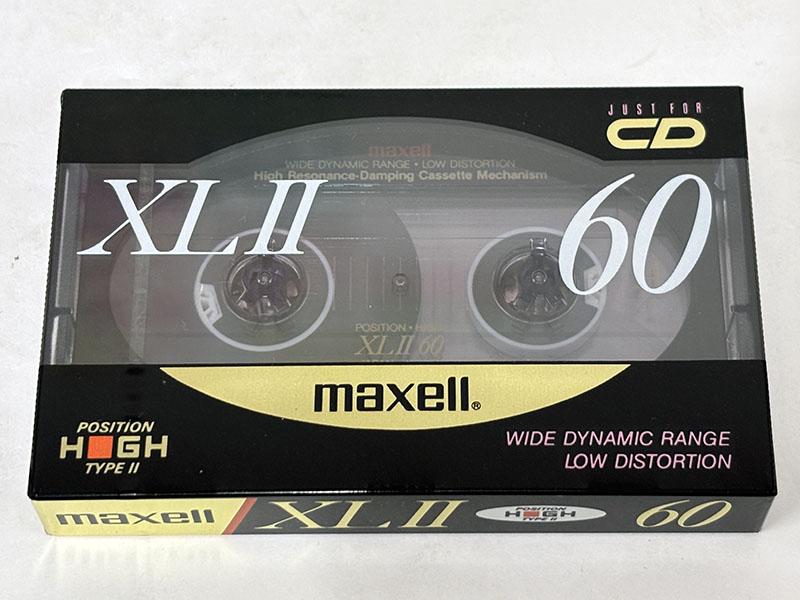 JUST FOR
CD
maxell
WIDE DYNAMIC RANGE • LOW DISTORTION
High Resonance-Damping Cassette Mechanism
XLII 60
POSITION • HIGH
XLII 60
maxell®
POSITION
HIGH
TYPE II
WIDE DYNAMIC RANGE
LOW DISTORTION
maxell XLII POSITION HIGH TYPE II 60